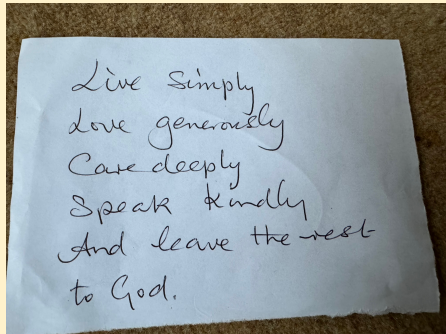 Live Simply
Love generously
Care deeply
Speak Kindly
And leave the rest
to God.